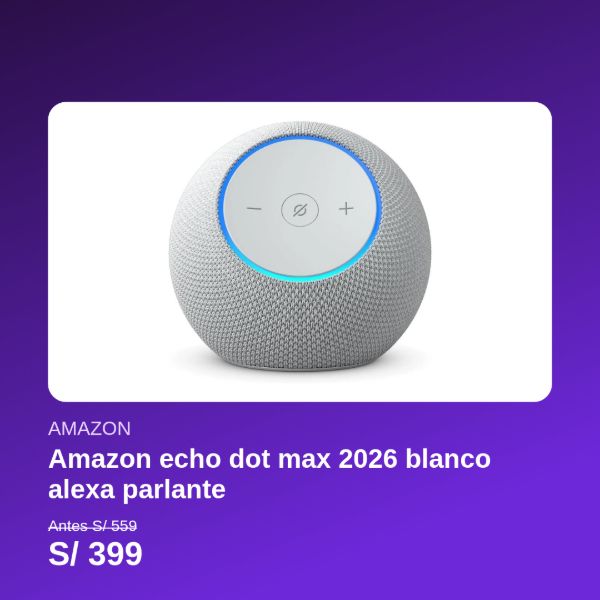 AMAZON
Amazon echo dot max 2026 blanco
alexa parlante
Antes S/ 559
S/ 399